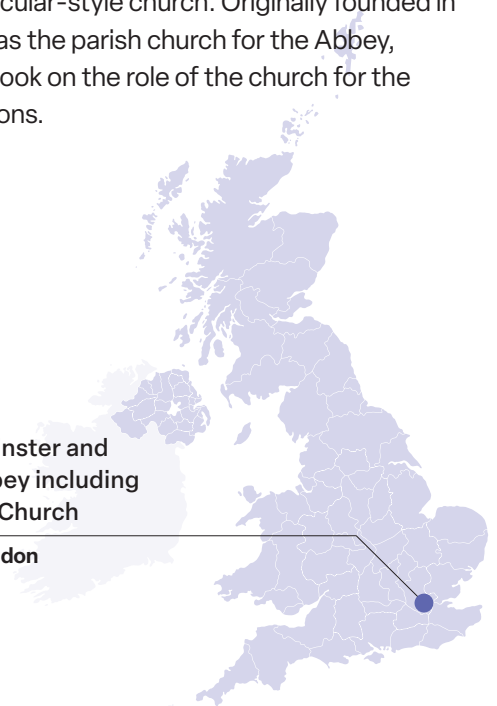 cular-style church. Originally founded in
as the parish church for the Abbey,
ook on the role of the church for the
ons.
nster and
bey including
Church
don